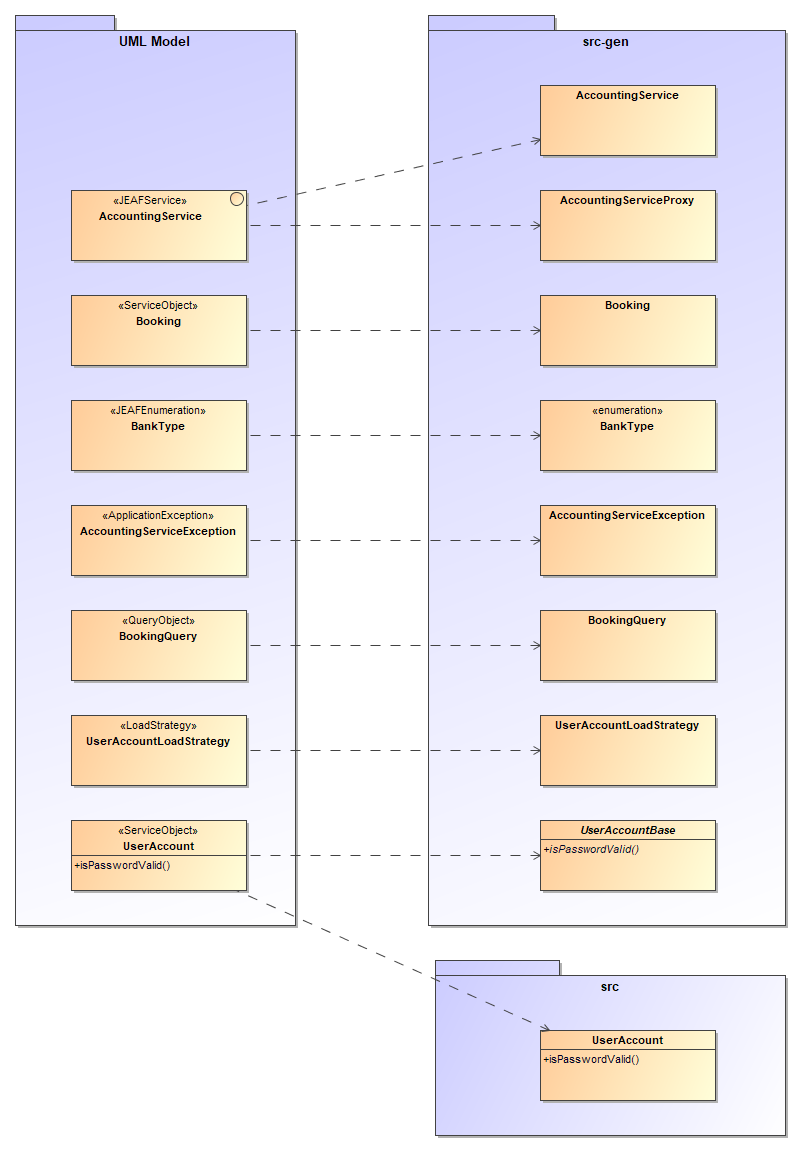 UML Model
«JEAFService»
AccountingService
«ServiceObject»
Booking
«JEAFEnumeration»
BankType
«ApplicationException»
AccountingServiceException
«QueryObject»
BookingQuery
«LoadStrategy»
UserAccountLoadStrategy
«ServiceObject»
UserAccount
+isPasswordValid()
src-gen
AccountingService
AccountingServiceProxy
Booking
«enumeration»
BankType
AccountingServiceException
BookingQuery
UserAccountLoadStrategy
UserAccountBase
+isPasswordValid()
src
UserAccount
+isPasswordValid()